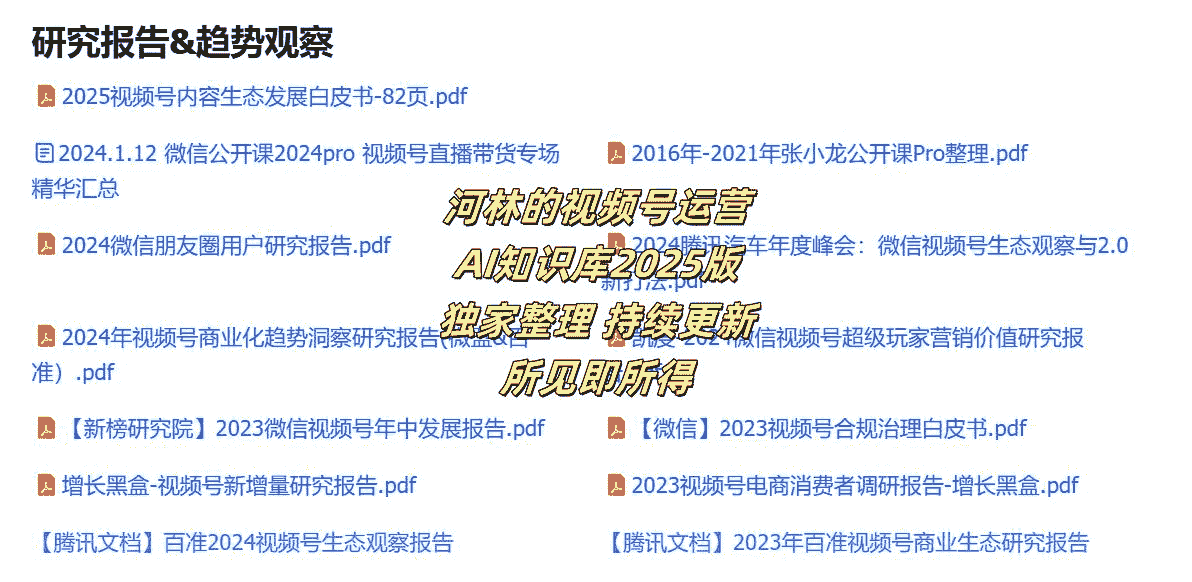 研究报告&趋势观察
2025视频号内容生态发展白皮书-82页.pdf
2024.1.12 微信公开课2024pro 视频号直播带货专场
精华汇总
2016年-2021年张小龙公开课Pro整理.pdf
河林的视频号运营
2024微信朋友圈用户研究报告.pdf
2024腾讯汽车年度峰会：微信视频号生态观察与2.0
新打法.pdf
AI知识库2025版
独家整理 持续更新
2024年视频号商业化趋势洞察研究报告(微盟&百
准）.pdf
2024微信视频号超级玩家营销价值研究报
所见即所得
【新榜研究院】2023微信视频号年中发展报告.pdf
【微信】2023视频号合规治理白皮书.pdf
增长黑盒-视频号新增量研究报告.pdf
2023视频号电商消费者调研报告-增长黑盒.pdf
【腾讯文档】百准2024视频号生态观察报告
【腾讯文档】2023年百准视频号商业生态研究报告